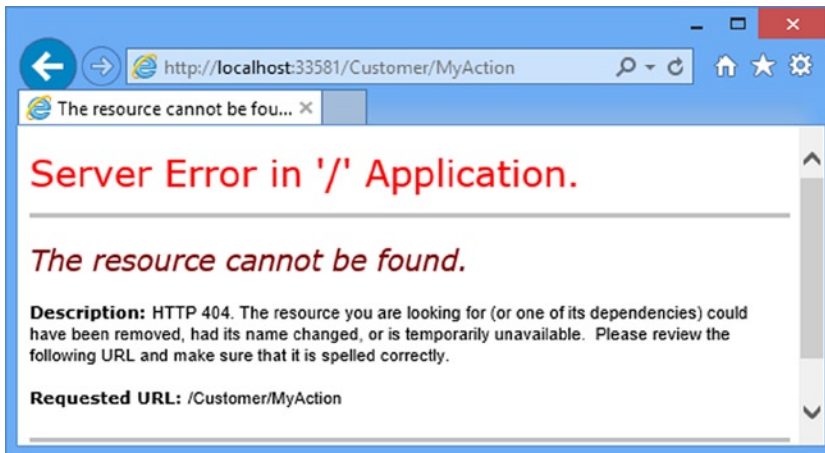 http://localhost:33581/Customer/MyAction
The resource cannot be fou...
Server Error in '/' Application.
The resource cannot be found.
Description: HTTP 404. The resource you are looking for (or one of its dependencies) could
have been removed, had its name changed, or is temporarily unavailable.  Please review the
following URL and make sure that it is spelled correctly.
Requested URL: /Customer/MyAction